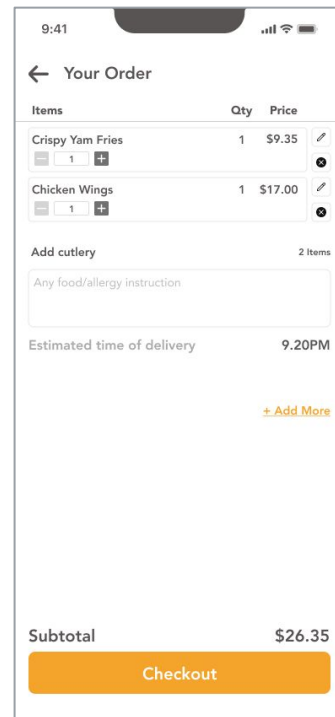 9:41
Your Order
Items Qty Price
Crispy Yam Fries 1 $9.35
1
Chicken Wings 1 $17.00
1
Add cutlery 2 Items
Any food/allergy instruction
Estimated time of delivery 9.20PM
+ Add More
Subtotal $26.35
Checkout